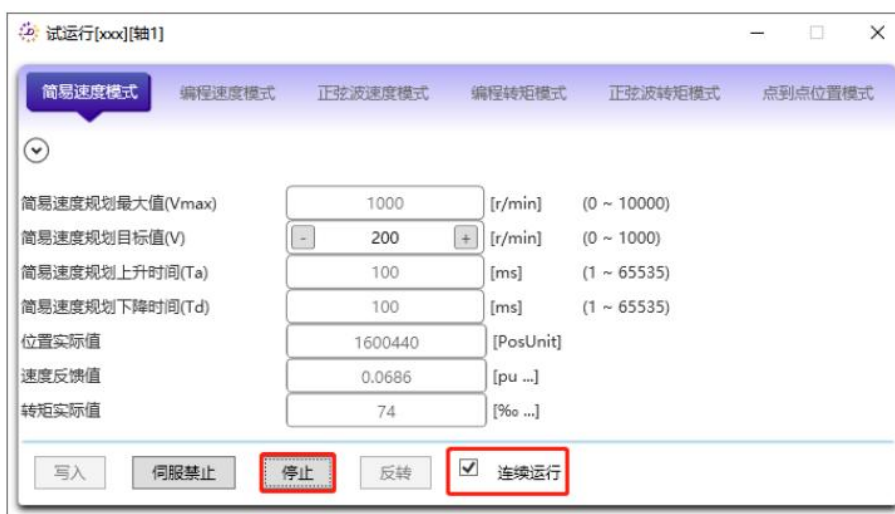 试运行[xxx][轴1]
简易速度模式 编程速度模式 正弦波速度模式 编程转矩模式 正弦波转矩模式 点到点位置模式
简易速度规划最大值(Vmax) 1000 [r/min] (0 ~ 10000)
简易速度规划目标值(V) - 200 + [r/min] (0 ~ 1000)
简易速度规划上升时间(Ta) 100 [ms] (1 ~ 65535)
简易速度规划下降时间(Td) 100 [ms] (1 ~ 65535)
位置实际值 1600440 [PosUnit]
速度反馈值 0.0686 [pu ...]
转矩实际值 74 [‰ ...]
写入 伺服禁止 停止 反转 连续运行